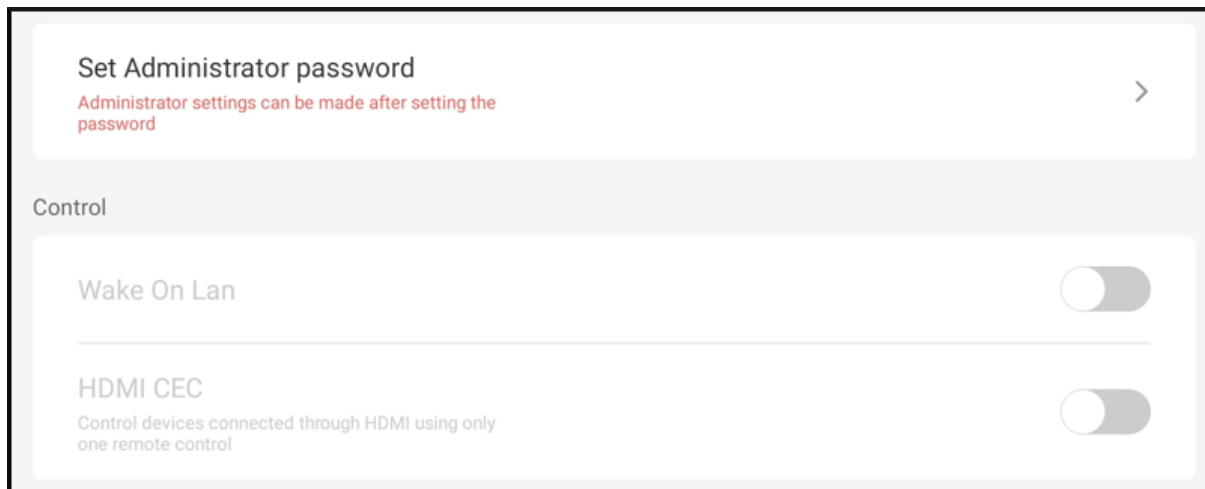 Set Administrator password
Administrator settings can be made after setting the
password
Control
Wake On Lan
HDMI CEC
Control devices connected through HDMI using only
one remote control